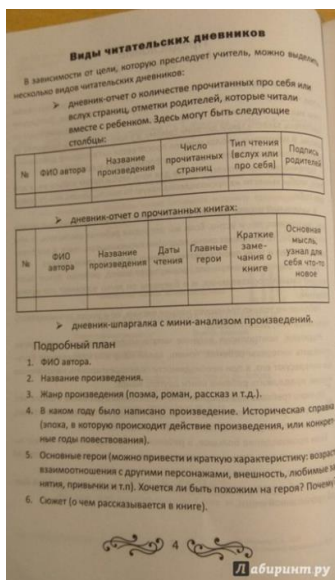 Виды читательских дневников
В зависимости от цели, которую преследует учитель, можно выделить
несколько видов читательских дневников:
➤ дневник-отчет о количестве прочитанных про себя или
вслух страниц, отметки родителей, которые читали
вместе с ребенком. Здесь могут быть следующие
столбцы:
№ ФИО автора Название произведения Число прочитанных страниц Тип чтения (вслух или про себя) Подпись родителей
➤ дневник-отчет о прочитанных книгах:
№ ФИО автора Название произведения Даты чтения Главные герои Краткие замечания о книге Основная мысль, узнал для себя что-то новое
➤ дневник-шпаргалка с мини-анализом произведений.
Подробный план
1. ФИО автора.
2. Название произведения.
3. Жанр произведения (поэма, роман, рассказ и т.д.).
4. В каком году было написано произведение. Историческая справка
(эпоха, в которую происходит действие произведения, или конкрет-
ные годы повествования).
5. Основные герои (можно привести и краткую характеристику: возраст,
взаимоотношения с другими персонажами, внешность, любимые за-
нятия, привычки и т.п). Хочется ли быть похожим на героя? Почему?
6. Сюжет (о чем рассказывается в книге).
4
Лабиринт.ру